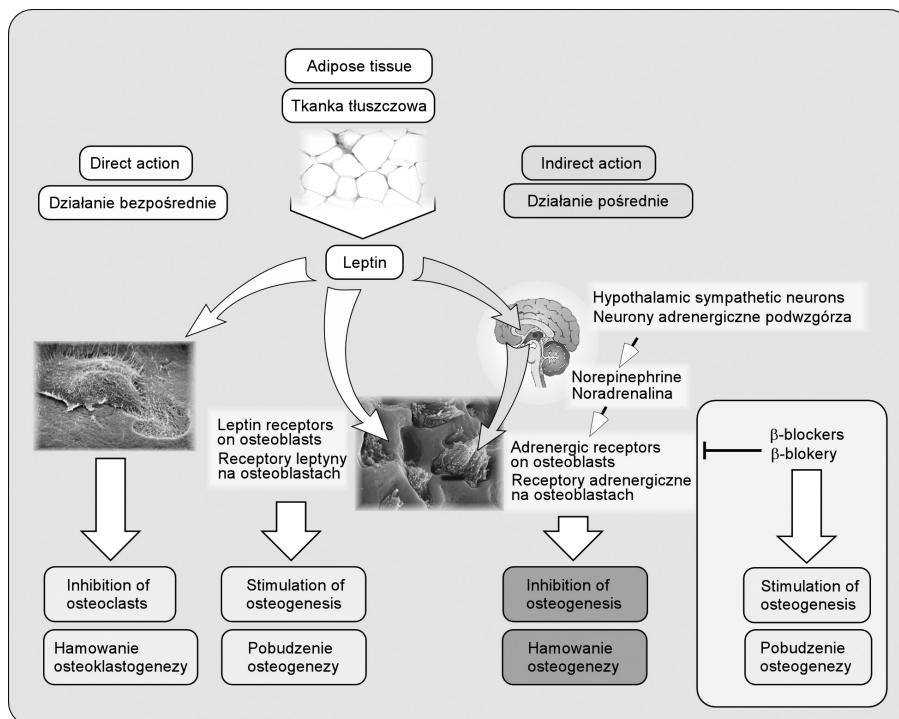 Adipose tissue
Tkanka tłuszczowa
Direct action
Działanie bezpośrednie
Indirect action
Działanie pośrednie
Leptin
Hypothalamic sympathetic neurons
Neurony adrenergiczne podwzgórza
Norepinephrine
Noradrenalina
Leptin receptors
on osteoblasts
Receptory leptyny
na osteoblastach
Adrenergic receptors
on osteoblasts
Receptory adrenergiczne
na osteoblastach
β-blockers
β-blokery
Inhibition of
osteoclasts
Hamowanie
osteoklastogenezy
Stimulation of
osteogenesis
Pobudzenie
osteogenezy
Inhibition of
osteogenesis
Hamowanie
osteogenezy
Stimulation of
osteogenesis
Pobudzenie
osteogenezy